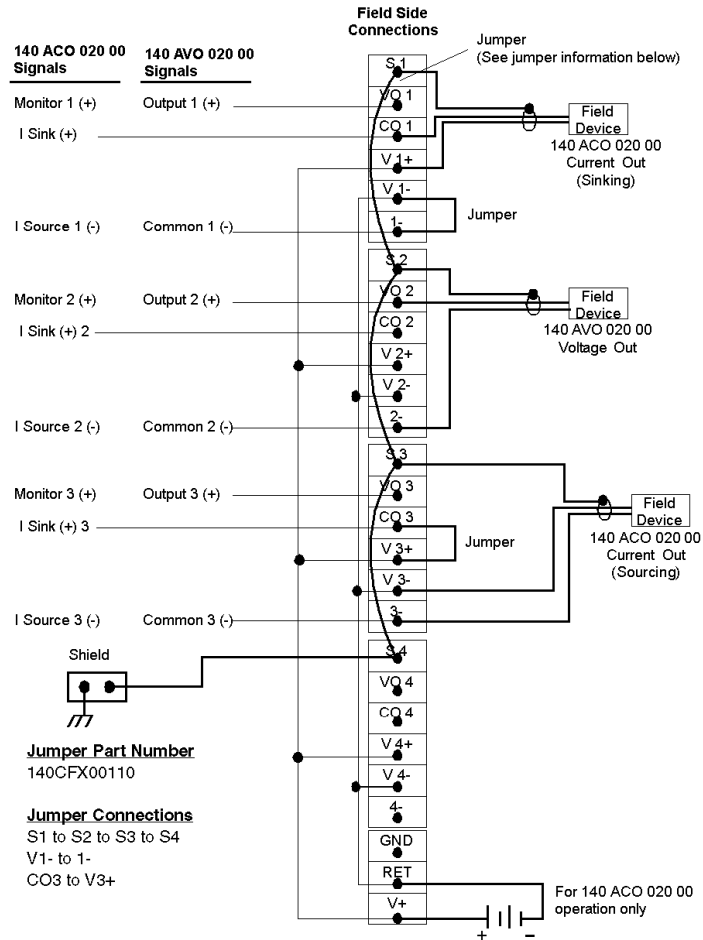 Field Side
Connections
140 ACO 020 00
Signals
140 AVO 020 00
Signals
Jumper
(See jumper information below)
S 1
Monitor 1 (+)
Output 1 (+)
VO 1
I Sink (+)
CO 1
Field
Device
140 ACO 020 00
Current Out
(Sinking)
V 1+
V 1-
Jumper
I Source 1 (-)
Common 1 (-)
1-
S 2
Monitor 2 (+)
Output 2 (+)
VO 2
Field
Device
140 AVO 020 00
Voltage Out
I Sink (+) 2
CO 2
V 2+
V 2-
I Source 2 (-)
Common 2 (-)
2-
S 3
Monitor 3 (+)
Output 3 (+)
VO 3
Field
Device
140 ACO 020 00
Current Out
(Sourcing)
I Sink (+) 3
CO 3
Jumper
V 3+
V 3-
I Source 3 (-)
Common 3 (-)
3-
Shield
S 4
VO 4
CO 4
V 4+
V 4-
4-
GND
RET
V+
Jumper Part Number
140CFX00110
Jumper Connections
S1 to S2 to S3 to S4
V1- to 1-
CO3 to V3+
For 140 ACO 020 00
operation only
+ -